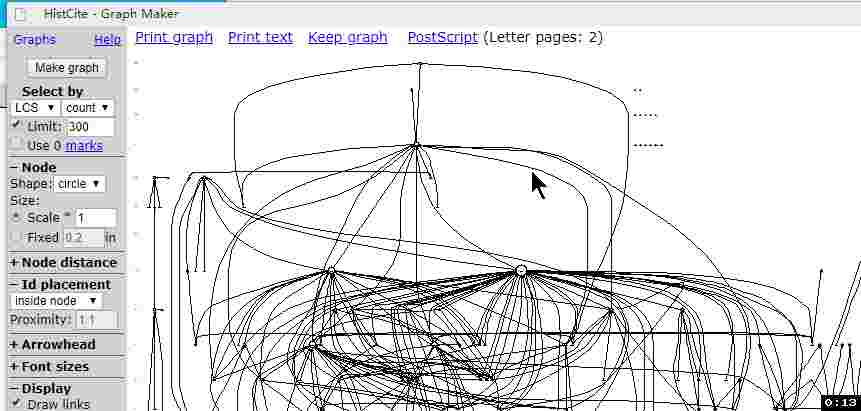 HistCite - Graph Maker
Graphs Help
Make graph
Select by
LCS count
Limit: 300
Use 0 marks
Node
Shape: circle
Size:
Scale * 1
Fixed 0.2 in
Node distance
Id placement
inside node
Proximity: 1.1
Arrowhead
Font sizes
Display
Draw links
Print graph Print text Keep graph PostScript (Letter pages: 2)
0:13